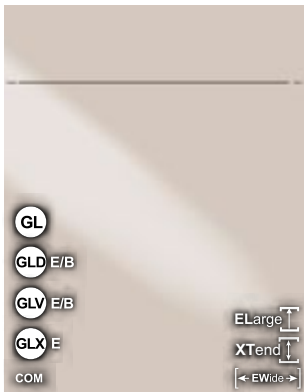 GL
GLD E/B
GLV E/B
GLX E
COM
ELarge
XTend
EWide